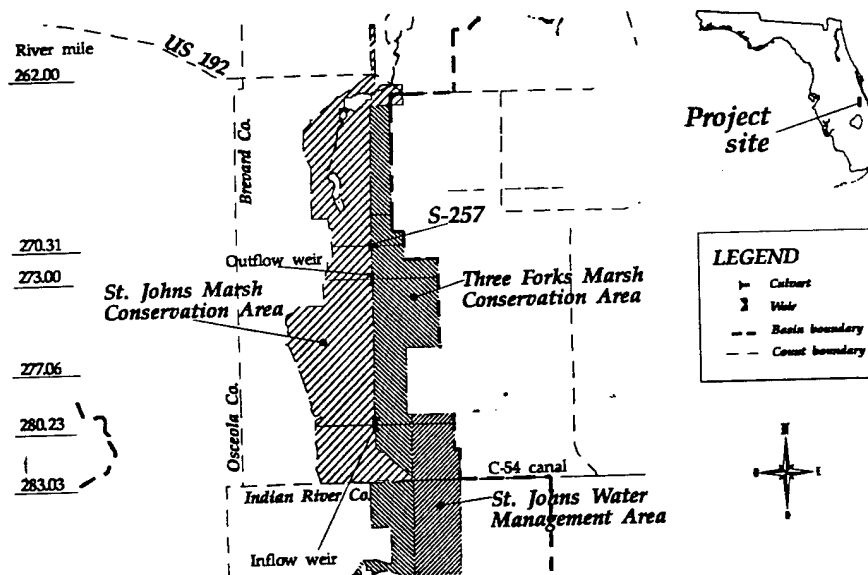 River mile
US 192
262.00
Brevard Co.
Project
site
S-257
270.31
Outflow weir
273.00
St. Johns Marsh
Conservation Area
Three Forks Marsh
Conservation Area
LEGEND
Culvert
Weir
Basin boundary
Count boundary
277.06
Osceola Co.
280.23
283.03
C-54 canal
Indian River Co.
St. Johns Water
Management Area
Inflow weir